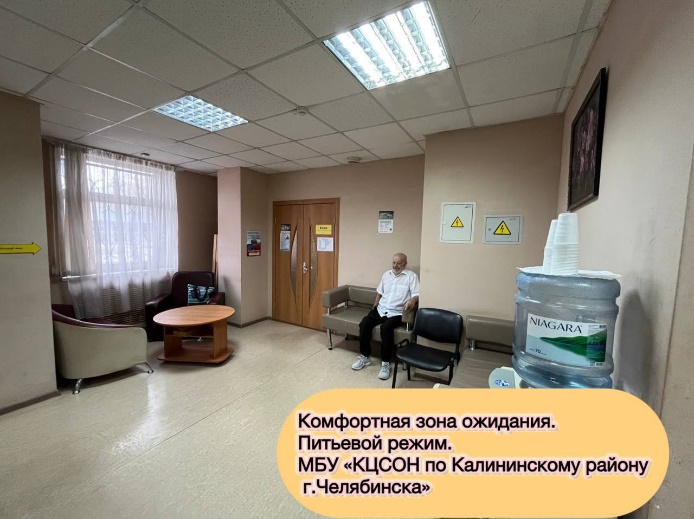 NIAGARA
Комфортная зона ожидания.
Питьевой режим.
МБУ «КЦСОН по Калининскому району
г.Челябинска»